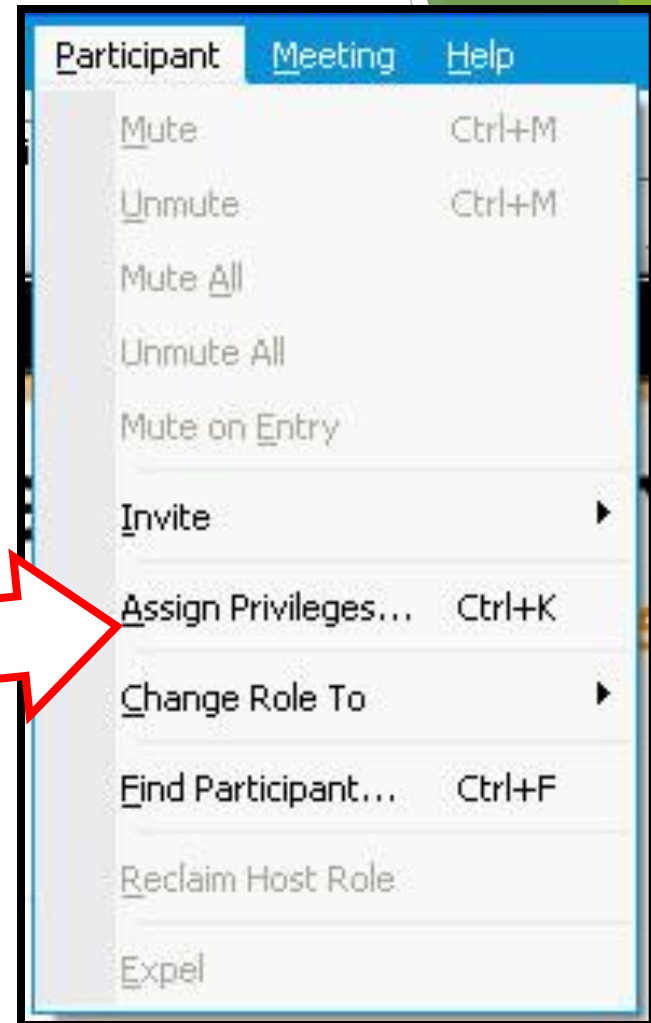 Participant Meeting Help
Mute Ctrl+M
Unmute Ctrl+M
Mute All
Unmute All
Mute on Entry
Invite
Assign Privileges... Ctrl+K
Change Role To
Find Participant... Ctrl+F
Reclaim Host Role
Expel